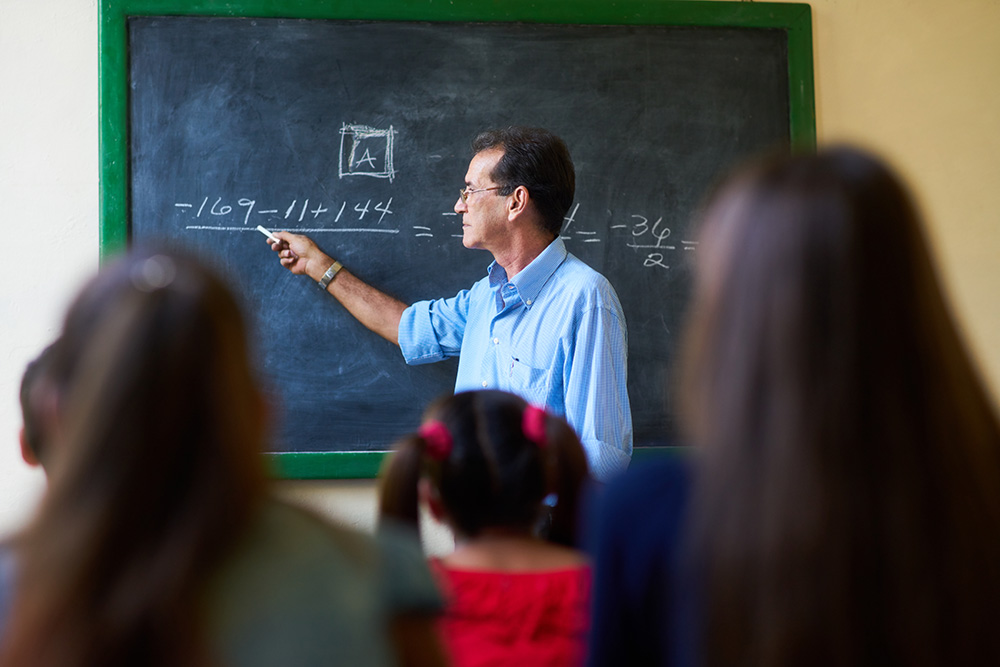 A
-169-11+144 = = -36/2 =